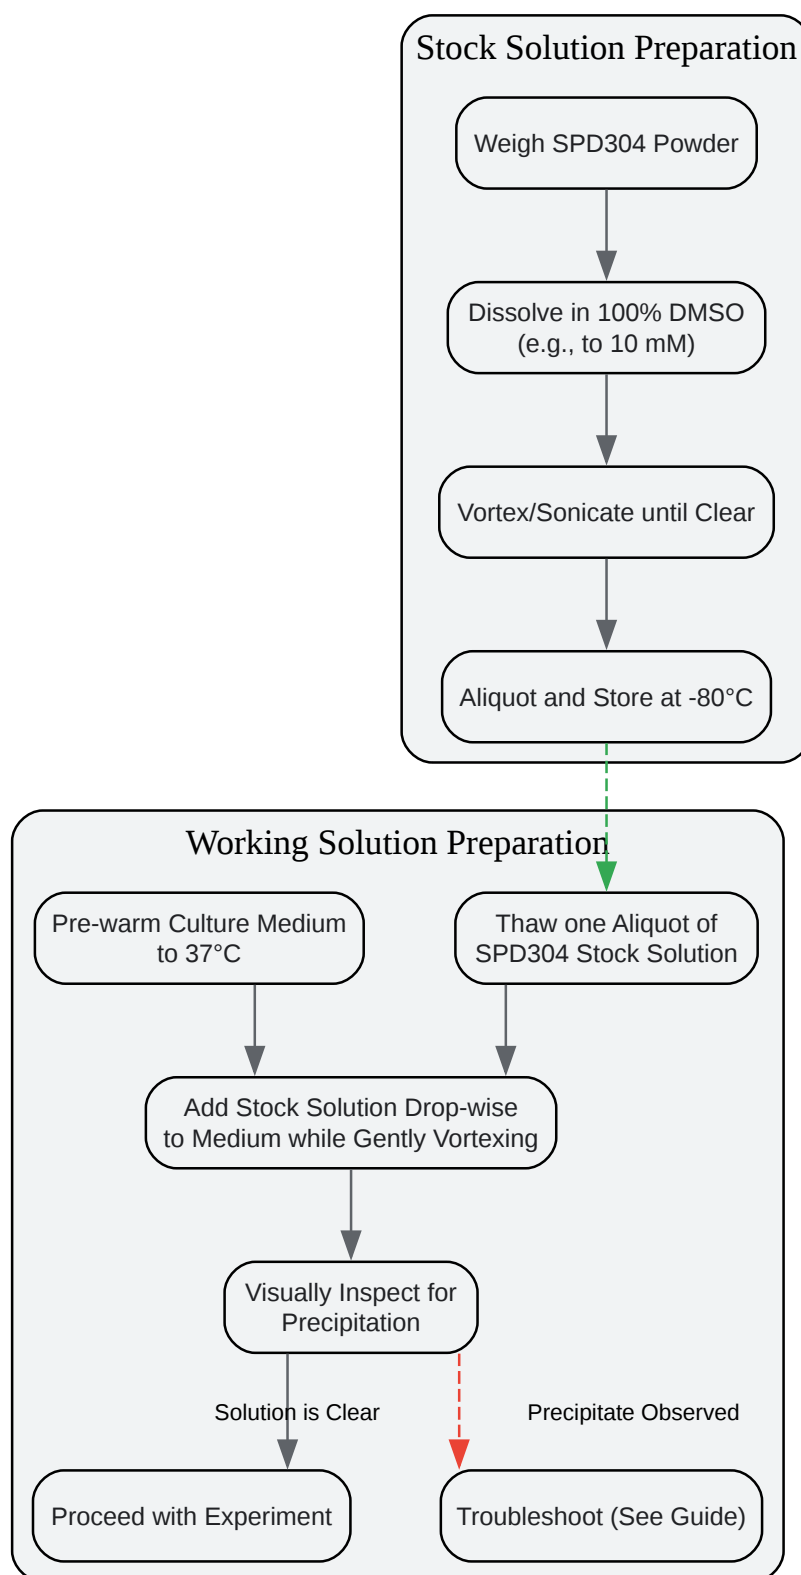 Stock Solution Preparation
Weigh SPD304 Powder
Dissolve in 100% DMSO
(e.g., to 10 mM)
Vortex/Sonicate until Clear
Aliquot and Store at -80°C
Working Solution Preparation
Pre-warm Culture Medium
to 37°C
Thaw one Aliquot of
SPD304 Stock Solution
Add Stock Solution Drop-wise
to Medium while Gently Vortexing
Visually Inspect for
Precipitation
Solution is Clear
Precipitate Observed
Proceed with Experiment
Troubleshoot (See Guide)